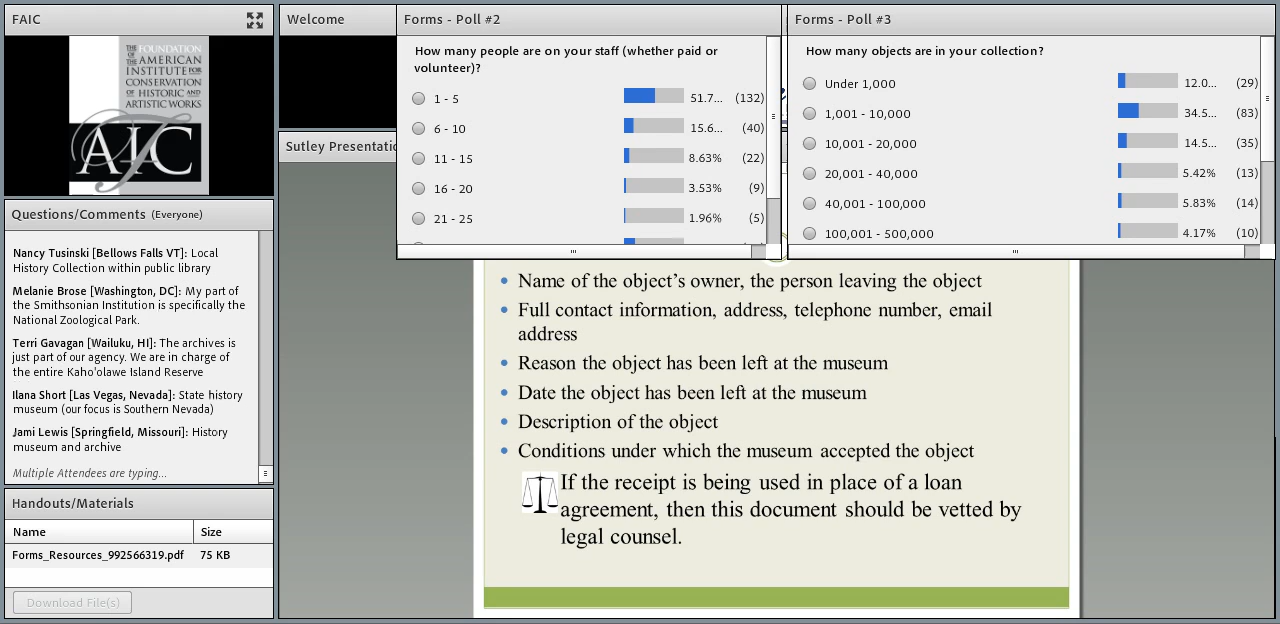 FAIC
THE FOUNDATION
OF THE AMERICAN
INSTITUTE FOR
CONSERVATION
OF HISTORIC AND
ARTISTIC WORKS
AIC
Questions/Comments (Everyone)
Nancy Tusinski [Bellows Falls VT]: Local
History Collection within public library
Melanie Brose [Washington, DC]: My part of
the Smithsonian Institution is specifically the
National Zoological Park.
Terri Gavagan [Wailuku, HI]: The archives is
just part of our agency. We are in charge of
the entire Kaho'olawe Island Reserve
Ilana Short [Las Vegas, Nevada]: State history
museum (our focus is Southern Nevada)
Jami Lewis [Springfield, Missouri]: History
museum and archive
Multiple Attendees are typing...
Handouts/Materials
Name Size
Forms_Resources_992566319.pdf 75 KB
Download File(s)
Welcome
Sutley Presentatio
Forms - Poll #2
How many people are on your staff (whether paid or
volunteer)?
1 - 5 51.7... (132)
6 - 10 15.6... (40)
11 - 15 8.63% (22)
16 - 20 3.53% (9)
21 - 25 1.96% (5)
Forms - Poll #3
How many objects are in your collection?
Under 1,000 12.0... (29)
1,001 - 10,000 34.5... (83)
10,001 - 20,000 14.5... (35)
20,001 - 40,000 5.42% (13)
40,001 - 100,000 5.83% (14)
100,001 - 500,000 4.17% (10)
• Name of the object's owner, the person leaving the object
• Full contact information, address, telephone number, email
address
• Reason the object has been left at the museum
• Date the object has been left at the museum
• Description of the object
• Conditions under which the museum accepted the object
If the receipt is being used in place of a loan
agreement, then this document should be vetted by
legal counsel.